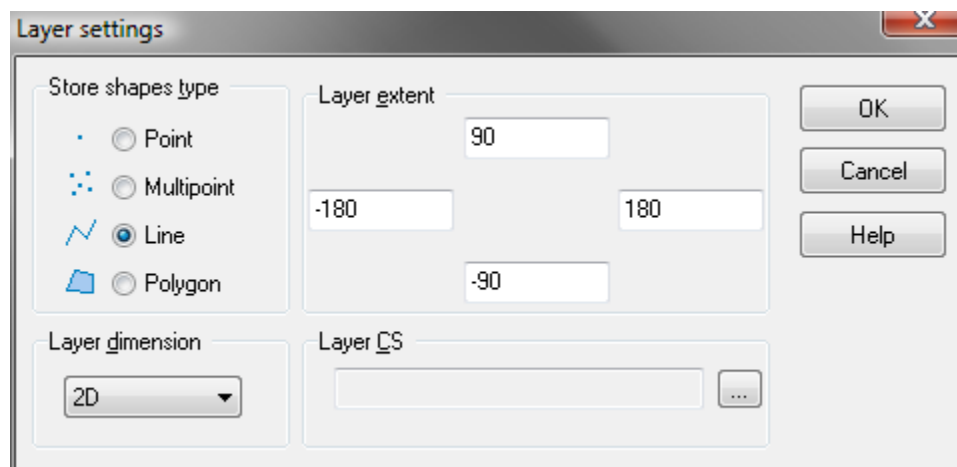 Layer settings
x
Store shapes type
Point
Multipoint
Line
Polygon
Layer extent
90
-180
180
-90
OK
Cancel
Help
Layer dimension
2D
Layer CS
...